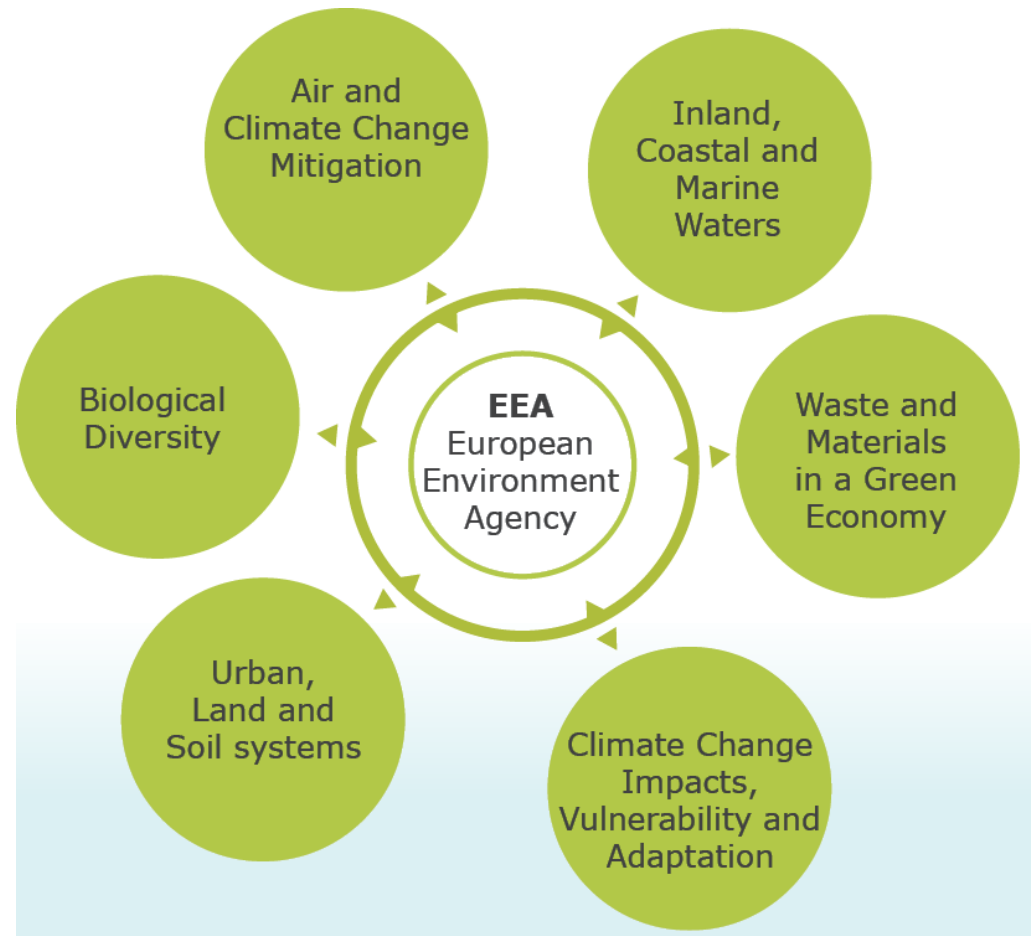 Air and
Climate Change
Mitigation
Inland,
Coastal and
Marine
Waters
Biological
Diversity
EEA
European
Environment
Agency
Waste and
Materials
in a Green
Economy
Urban,
Land and
Soil systems
Climate Change
Impacts,
Vulnerability and
Adaptation